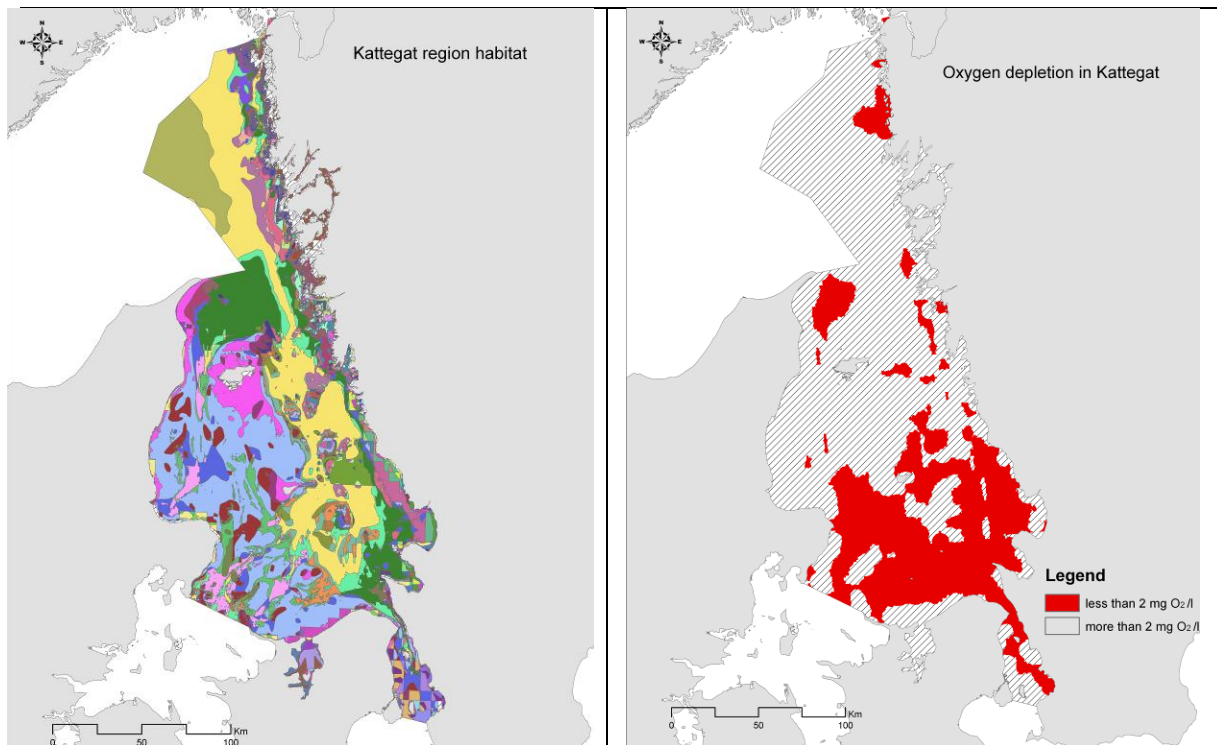 N
W E
S
Kattegat region habitat
Km
0 50 100
N
W E
S
Oxygen depletion in Kattegat
Legend
less than 2 mg O₂ /l
more than 2 mg O₂ /l
Km
0 50 100